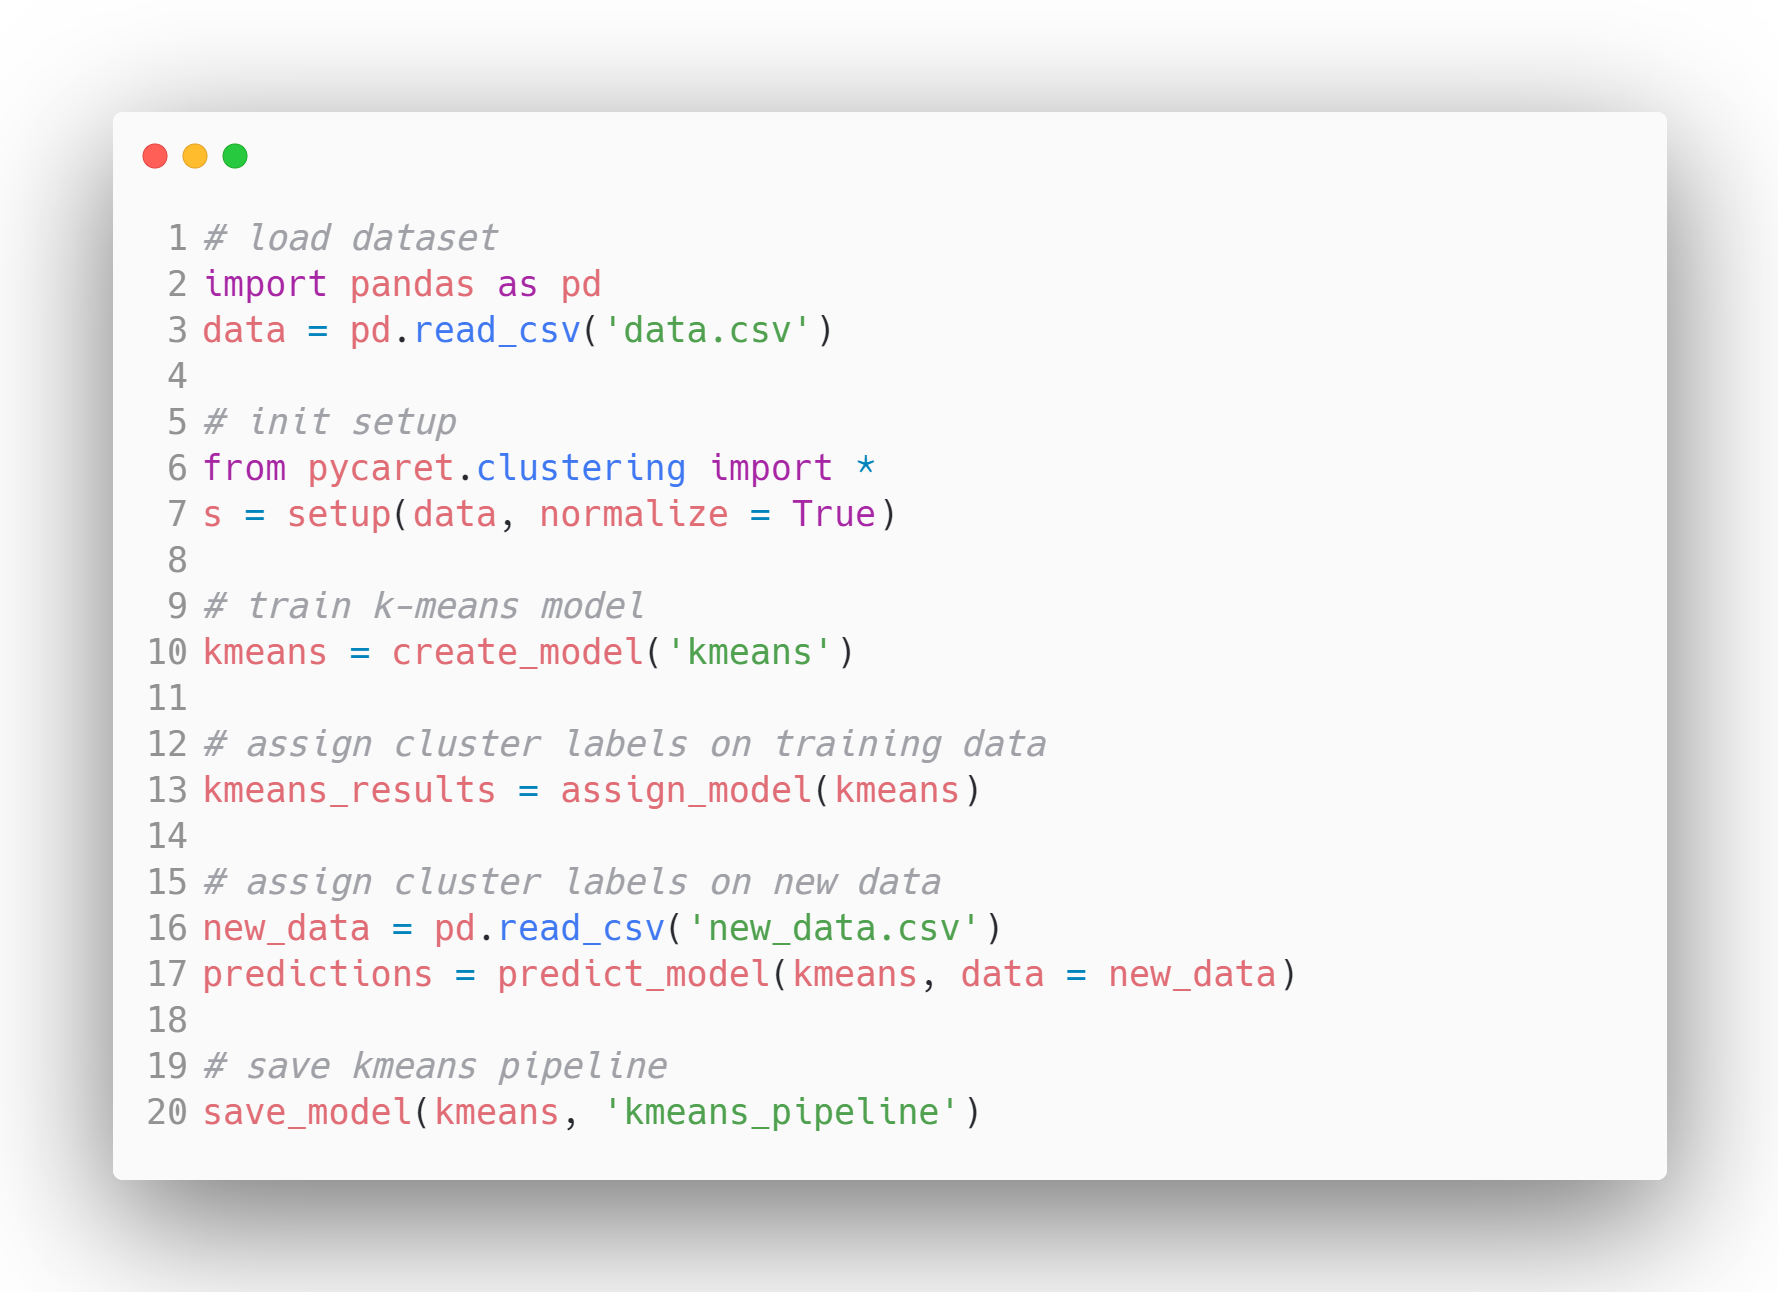 1 # load dataset
2 import pandas as pd
3 data = pd.read_csv('data.csv')
4
5 # init setup
6 from pycaret.clustering import *
7 s = setup(data, normalize = True)
8
9 # train k-means model
10 kmeans = create_model('kmeans')
11
12 # assign cluster labels on training data
13 kmeans_results = assign_model(kmeans)
14
15 # assign cluster labels on new data
16 new_data = pd.read_csv('new_data.csv')
17 predictions = predict_model(kmeans, data = new_data)
18
19 # save kmeans pipeline
20 save_model(kmeans, 'kmeans_pipeline')